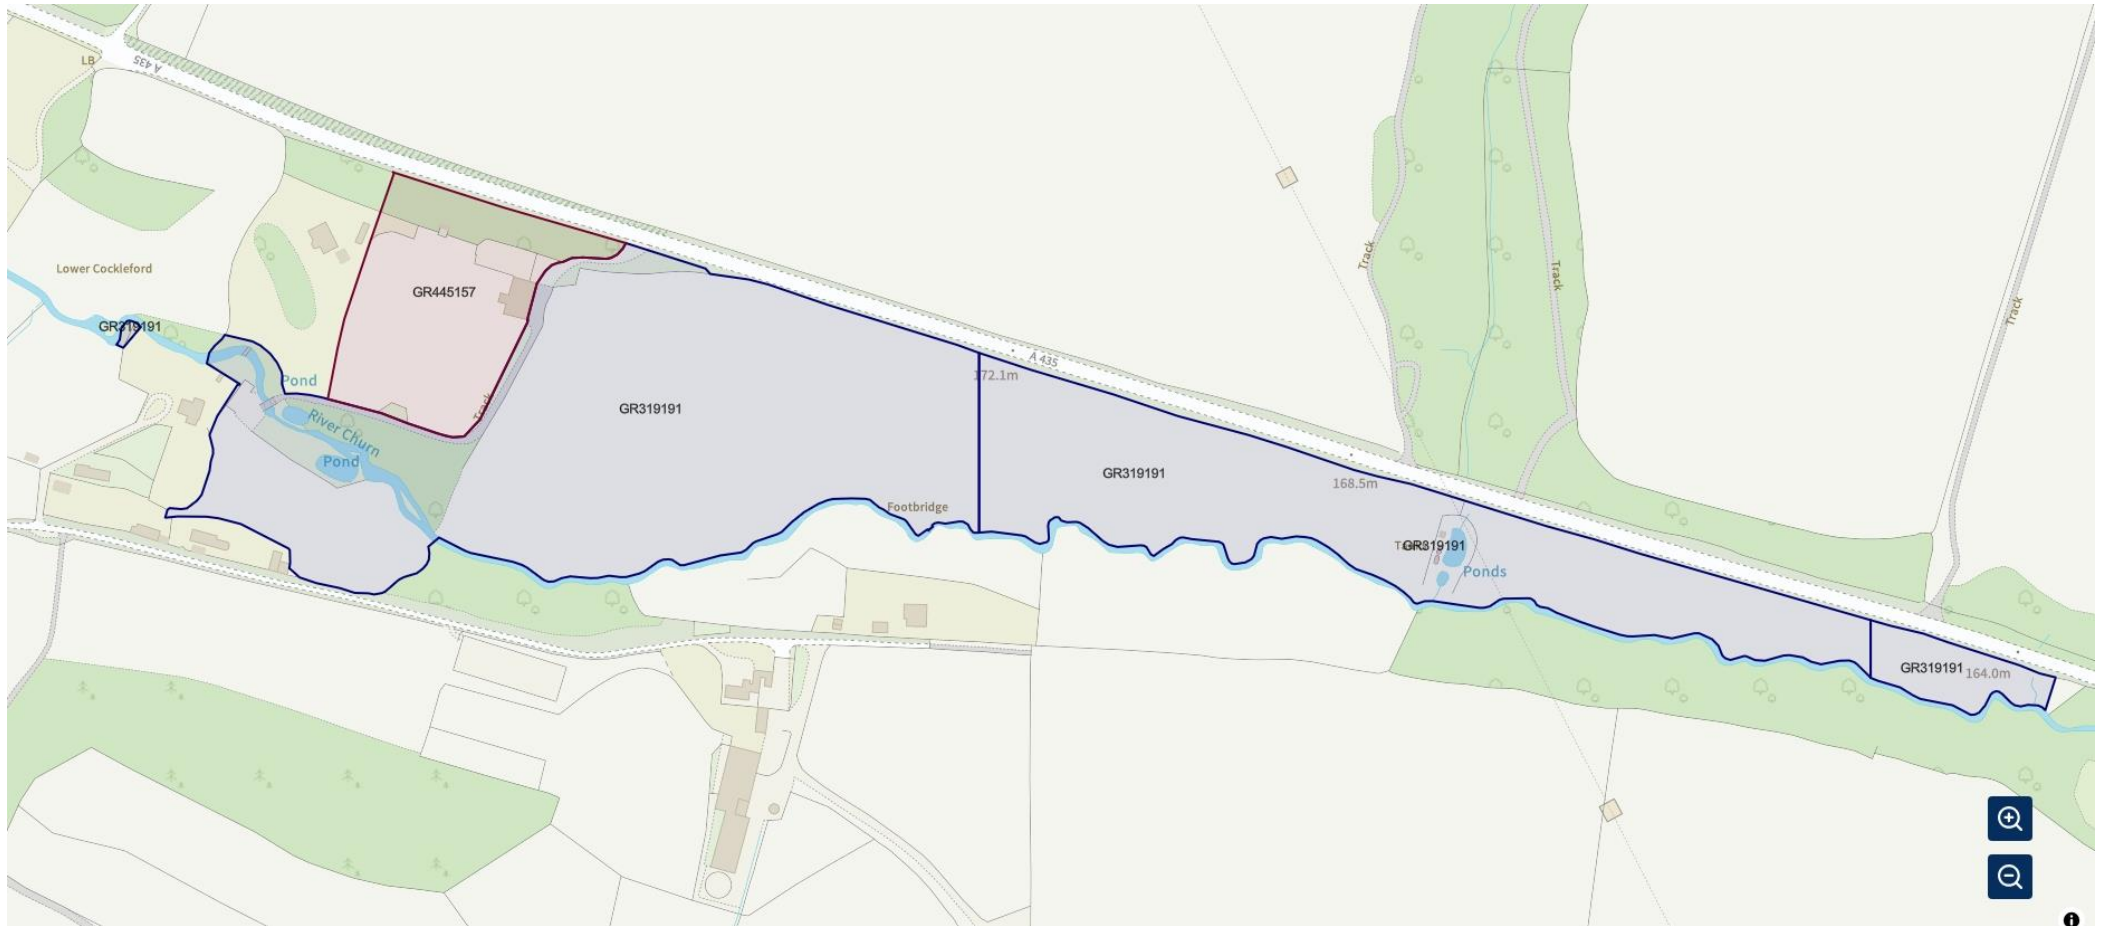 LB
A 435
Lower Cockleford
GR445157
GR319191
Pond
River Churn
Pond
Track
GR319191
172.1m
A 435
Footbridge
GR319191
168.5m
Track
Track
Track
GR319191
Ponds
GR319191
164.0m